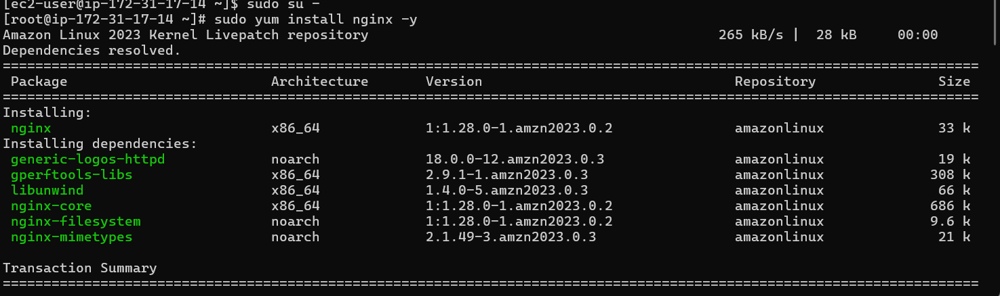 [ec2-user@ip-172-31-17-14 ~]$ sudo su -
[root@ip-172-31-17-14 ~]# sudo yum install nginx -y
Amazon Linux 2023 Kernel Livepatch repository 265 kB/s | 28 kB 00:00
Dependencies resolved.
================================================================================
Package Architecture Version Repository Size
================================================================================
Installing:
nginx x86_64 1:1.28.0-1.amzn2023.0.2 amazonlinux 33 k
Installing dependencies:
generic-logos-httpd noarch 18.0.0-12.amzn2023.0.3 amazonlinux 19 k
gperftools-libs x86_64 2.9.1-1.amzn2023.0.3 amazonlinux 308 k
libunwind x86_64 1.4.0-5.amzn2023.0.3 amazonlinux 66 k
nginx-core x86_64 1:1.28.0-1.amzn2023.0.2 amazonlinux 686 k
nginx-filesystem noarch 1:1.28.0-1.amzn2023.0.2 amazonlinux 9.6 k
nginx-mimetypes noarch 2.1.49-3.amzn2023.0.3 amazonlinux 21 k
Transaction Summary
================================================================================